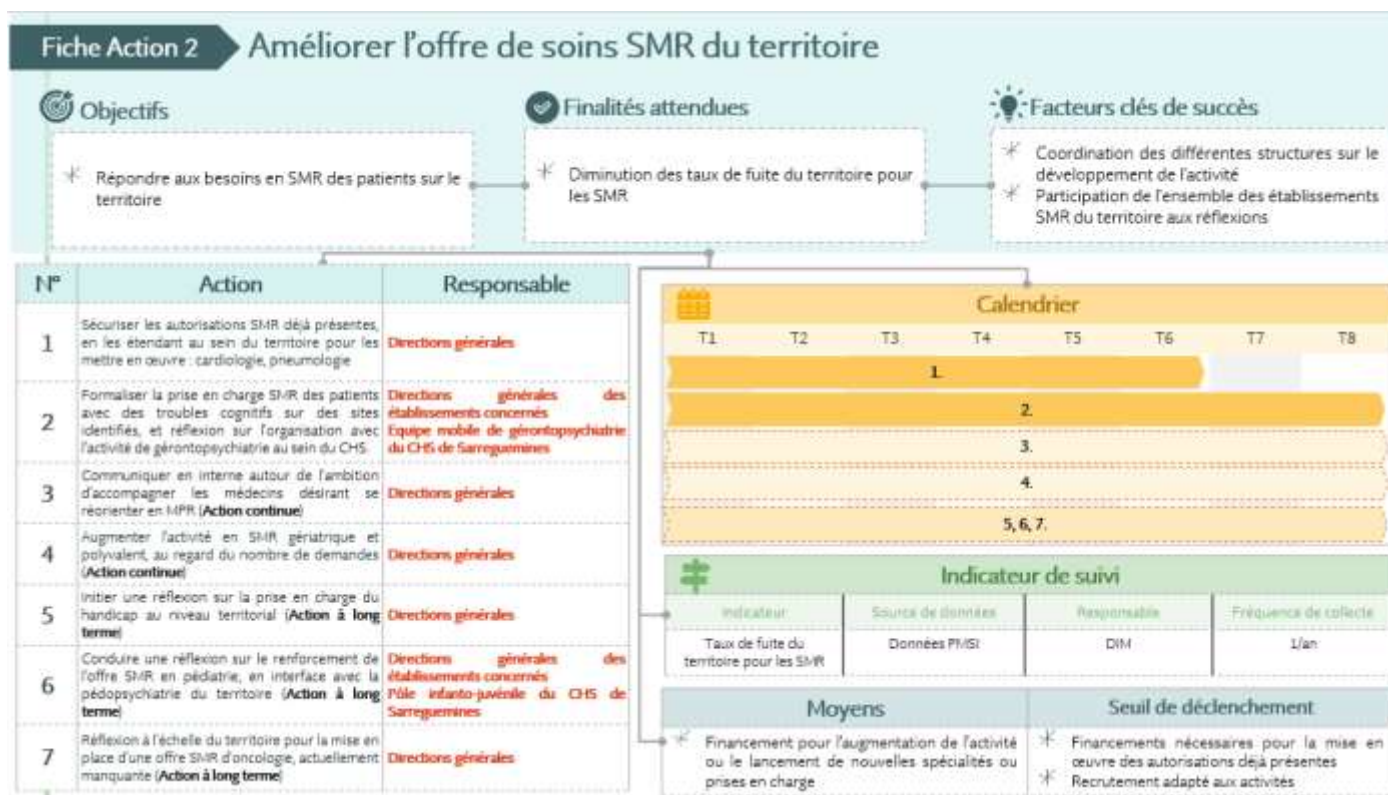 Fiche Action 2
Améliorer l'offre de soins SMR du territoire
Objectifs
Répondre aux besoins en SMR des patients sur le
territoire
Finalités attendues
Diminution des taux de fuite du territoire pour
les SMR
Facteurs clés de succès
Coordination des différentes structures sur le
développement de l'activité
Participation de l'ensemble des établissements
SMR du territoire aux réflexions
N° Action Responsable
1
Sécuriser les autorisations SMR déjà présentes,
en les étendant au sein du territoire pour les
mettre en œuvre : cardiologie, pneumologie
Directions générales
2
Formaliser la prise en charge SMR des patients
avec des troubles cognitifs sur des sites
identifiés, et réflexion sur l'organisation avec
l'activité de gérontopsychiatrie au sein du CHS
Directions générales des
établissements concernés
Equipe mobile de gérontopsychiatrie
du CHS de Sarreguemines
3
Communiquer en interne autour de l'ambition
d'accompagner les médecins désirant se
réorienter en MPR (Action continue)
Directions générales
4
Augmenter l'activité en SMR gériatrique et
polyvalent, au regard du nombre de demandes
(Action continue)
Directions générales
5
Initier une réflexion sur la prise en charge du
handicap au niveau territorial (Action à long
terme)
Directions générales
6
Conduire une réflexion sur le renforcement de
l'offre SMR en pédiatrie, en interface avec la
pédopsychiatrie du territoire (Action à long
terme)
Directions générales des
établissements concernés
Pôle infanto-juvénile du CHS de
Sarreguemines
7
Réflexion à l'échelle du territoire pour la mise en
place d'une offre SMR d'oncologie, actuellement
manquante (Action à long terme)
Directions générales
Calendrier
T1 T2 T3 T4 T5 T6 T7 T8
1.
2.
3.
4.
5, 6, 7.
Indicateur de suivi
Indicateur Source de données Responsable Fréquence de collecte
Taux de fuite du
territoire pour les SMR
Données PMSI
DIM
1/an
Moyens
Financement pour l'augmentation de l'activité
ou le lancement de nouvelles spécialités ou
prises en charge
Seuil de déclenchement
Financements nécessaires pour la mise en
œuvre des autorisations déjà présentes
Recrutement adapté aux activités